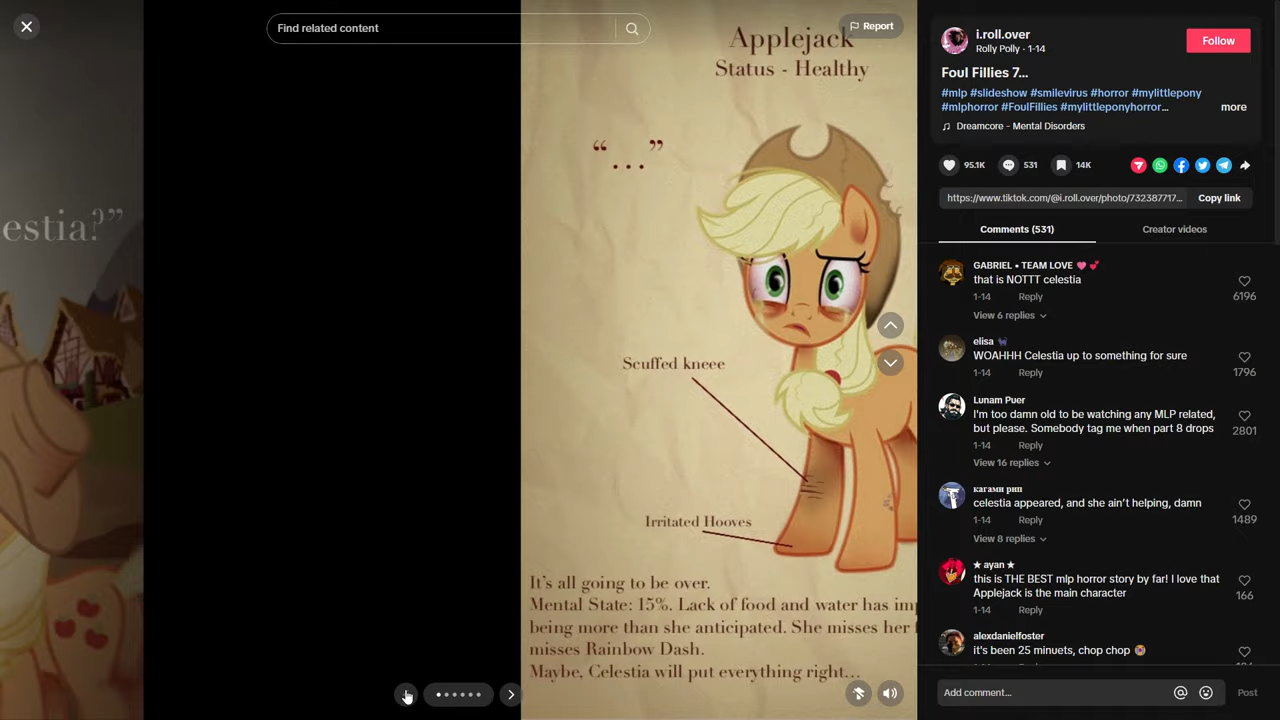 Find related content
Report
estia?”
Applejack
Status - Healthy
“...”
Scuffed kneee
Irritated Hooves
It's all going to be over.
Mental State: 15%. Lack of food and water has
being more than she anticipated. She misses her
misses Rainbow Dash.
Maybe, Celestia will put everything right...
i.roll.over
Rolly Polly · 1-14
Follow
Foul Fillies 7...
#mlp #slideshow #smilevirus #horror #mylittlepony
#mlphorror #FoulFillies #mylittleponyhorror...
more
Dreamcore - Mental Disorders
95.1K
531
14K
https://www.tiktok.com/@i.roll.over/photo/732387717...
Copy link
Comments (531)
Creator videos
GABRIEL • TEAM LOVE
that is NOTTT celestia
1-14 Reply
6196
View 6 replies
elisa
WOAHHH Celestia up to something for sure
1-14 Reply
1796
Lunam Puer
I'm too damn old to be watching any MLP related,
but please. Somebody tag me when part 8 drops
1-14 Reply
2801
View 16 replies
кагами рип
celestia appeared, and she ain't helping, damn
1-14 Reply
1489
View 8 replies
★ ayan ★
this is THE BEST mlp horror story by far! I love that
Applejack is the main character
1-14 Reply
166
alexdanielfoster
it's been 25 minuets, chop chop
Add comment...
Post